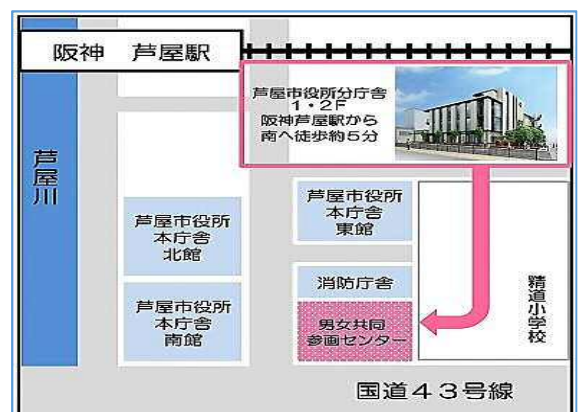 阪神 芦屋駅
芦屋市役所分庁舎
1・2F
阪神芦屋駅から
南へ徒歩約5分
芦屋川
芦屋市役所
本庁舎
北館
芦屋市役所
本庁舎
東館
消防庁舎
芦屋市役所
本庁舎
南館
男女共同
参画センター
精道小学校
国道43号線